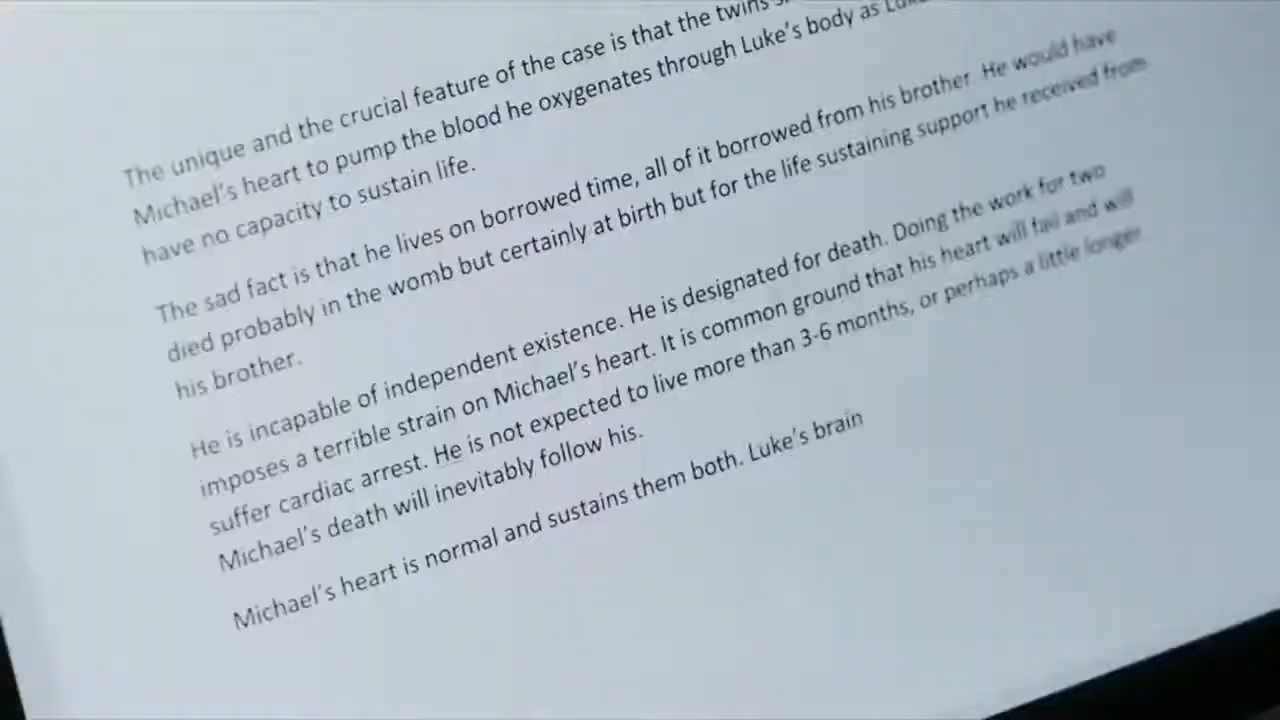 The unique and the crucial feature of the case is that the twins
Michael's heart to pump the blood he oxygenates through Luke's body as
have no capacity to sustain life.
The sad fact is that he lives on borrowed time, all of it borrowed from his brother. He would have
died probably in the womb but certainly at birth but for the life sustaining support he received from
his brother.
He is incapable of independent existence. He is designated for death. Doing the work for two
imposes a terrible strain on Michael's heart. It is common ground that his heart will fail and will
suffer cardiac arrest. He is not expected to live more than 3-6 months, or perhaps a little longer
Michael's death will inevitably follow his.
Michael's heart is normal and sustains them both. Luke's brain